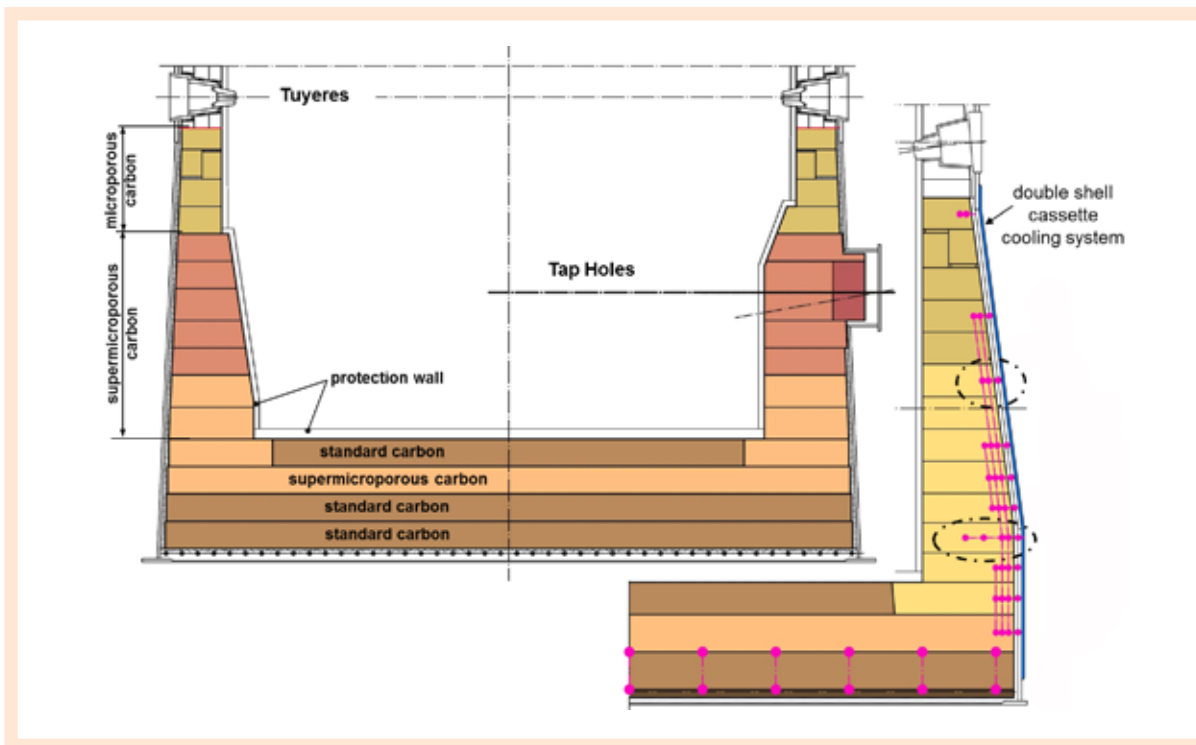 Tuyeres
microporous
carbon
double shell
cassette
cooling system
Tap Holes
supermicroporous
carbon
protection wall
standard carbon
supermicroporous carbon
standard carbon
standard carbon